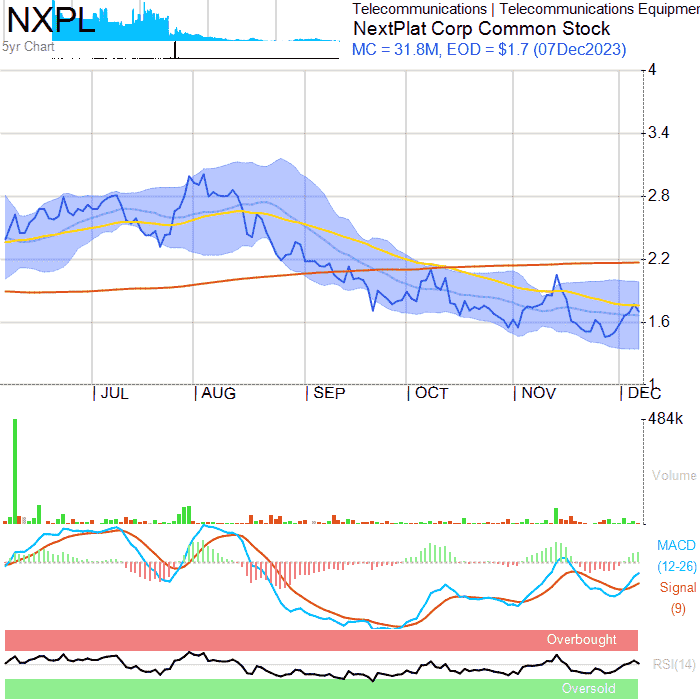 NXPL
5yr Chart
Telecommunications | Telecommunications Equipmen
NextPlat Corp Common Stock
MC = 31.8M, EOD = $1.7 (07Dec2023)
4
3.4
2.8
2.2
1.6
1
JUL AUG SEP OCT NOV DEC
484k
Volume
MACD
(12-26)
Signal
(9)
Overbought
RSI(14)
Oversold